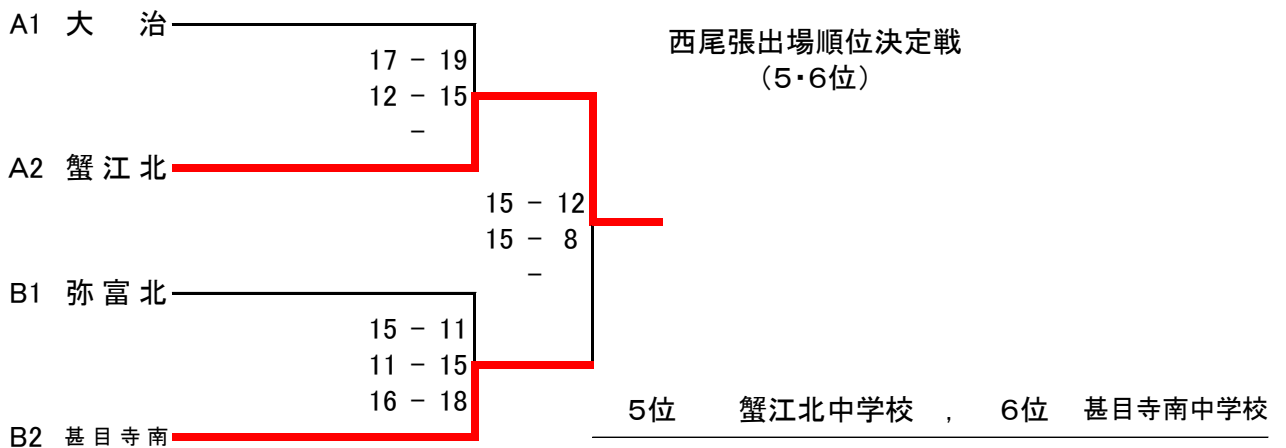 A1 大　治
西尾張出場順位決定戦
17 － 19
（5・6位）
12 － 15
－
A2 蟹江北
15 － 12
15 － 8
－
B1 弥富北
15 － 11
11 － 15
16 － 18
5位　蟹江北中学校　,　6位　甚目寺南中学校
B2 甚目寺南